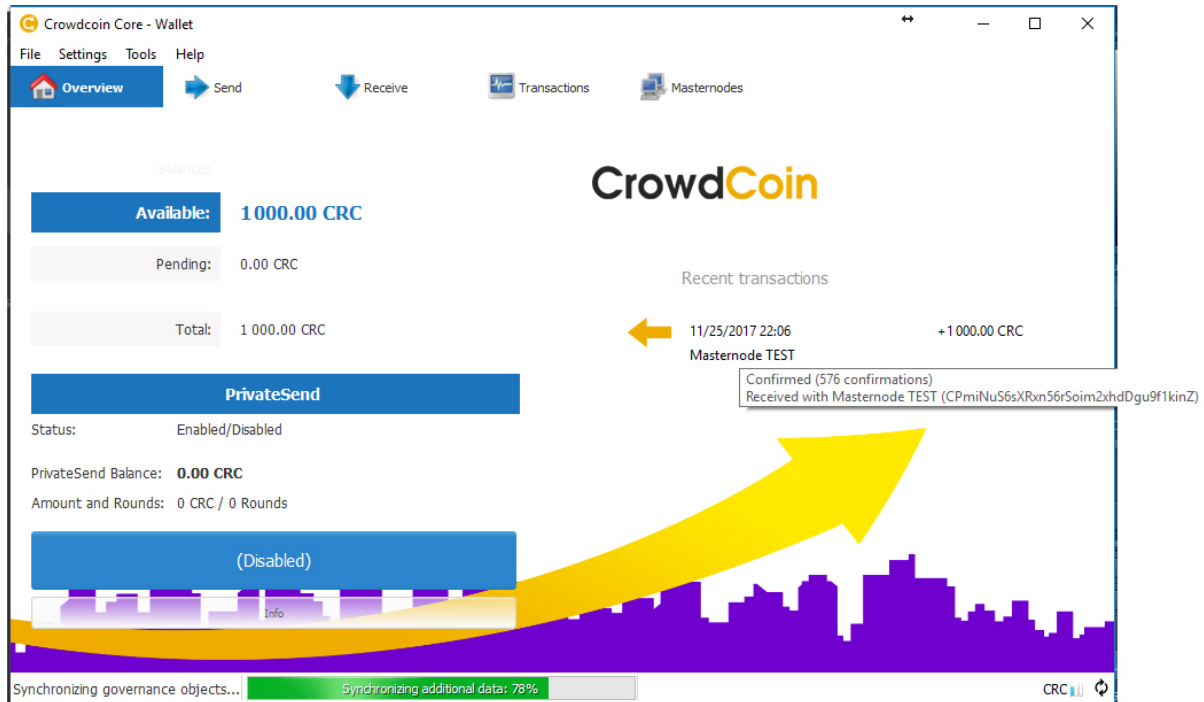 Crowdcoin Core - Wallet
File Settings Tools Help
Overview Send Receive Transactions Masternodes
Balances
CrowdCoin
Available: 1 000.00 CRC
Pending: 0.00 CRC
Recent transactions
Total: 1 000.00 CRC
11/25/2017 22:06 +1 000.00 CRC
Masternode TEST
Confirmed (576 confirmations)
Received with Masternode TEST (CPmiNuS6sXRxn56rSoim2xhdDgu9f1kinZ)
PrivateSend
Status: Enabled/Disabled
PrivateSend Balance: 0.00 CRC
Amount and Rounds: 0 CRC / 0 Rounds
(Disabled)
Info
Synchronizing governance objects... Synchronizing additional data: 78% CRC